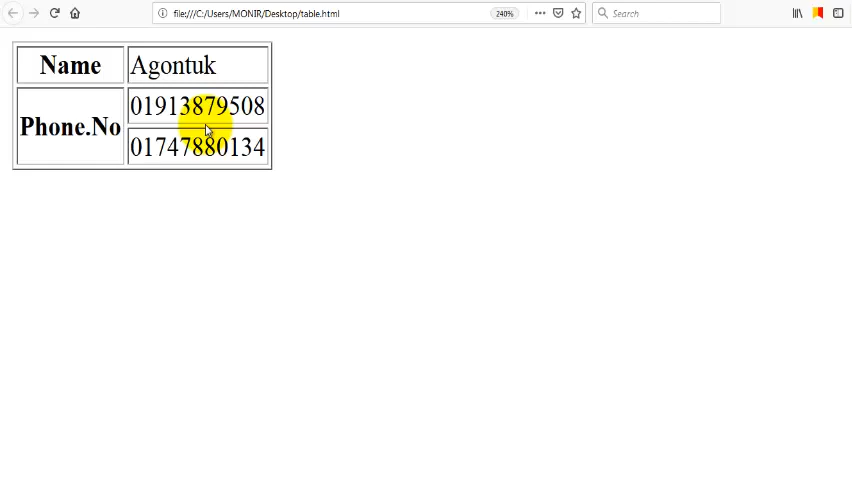 file:///C:/Users/MONIR/Desktop/table.html
240%
Search
Name
Agontuk
Phone.No
01913879508
01747880134